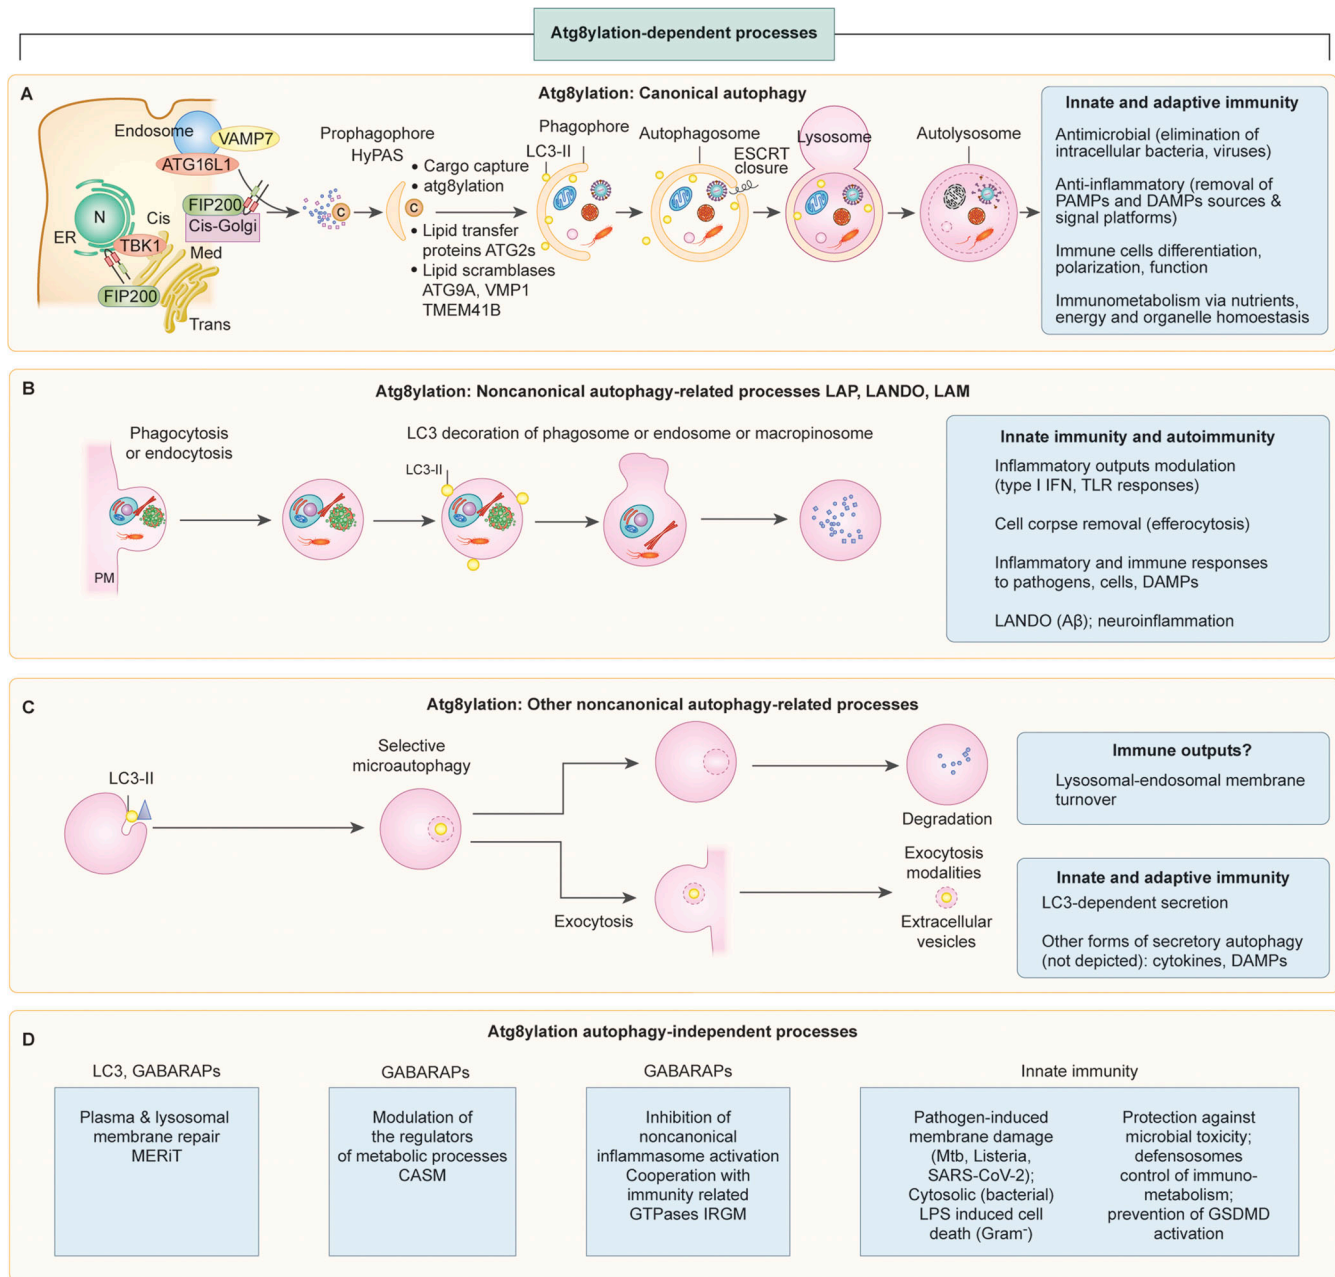 Atg8ylation-dependent processes
A
Atg8ylation: Canonical autophagy
Endosome
VAMP7
ATG16L1
FIP200
Cis-Golgi
N
ER
Cis
TBK1
Med
FIP200
Trans
Prophagophore
HyPAS
C
C
• Cargo capture
• atg8ylation
• Lipid transfer
proteins ATG2s
• Lipid scramblases
ATG9A, VMP1
TMEM41B
Phagophore
LC3-II
Autophagosome
ESCRT
closure
Lysosome
Autolysosome
Innate and adaptive immunity
Antimicrobial (elimination of
intracellular bacteria, viruses)
Anti-inflammatory (removal of
PAMPs and DAMPs sources &
signal platforms)
Immune cells differentiation,
polarization, function
Immunometabolism via nutrients,
energy and organelle homoestasis
B
Atg8ylation: Noncanonical autophagy-related processes LAP, LANDO, LAM
Phagocytosis
or endocytosis
PM
LC3 decoration of phagosome or endosome or macropinosome
LC3-II
Innate immunity and autoimmunity
Inflammatory outputs modulation
(type I IFN, TLR responses)
Cell corpse removal (efferocytosis)
Inflammatory and immune responses
to pathogens, cells, DAMPs
LANDO (Aβ); neuroinflammation
C
Atg8ylation: Other noncanonical autophagy-related processes
LC3-II
Selective
microautophagy
Degradation
Exocytosis
Exocytosis
modalities
Extracellular
vesicles
Immune outputs?
Lysosomal-endosomal membrane
turnover
Innate and adaptive immunity
LC3-dependent secretion
Other forms of secretory autophagy
(not depicted): cytokines, DAMPs
D
Atg8ylation autophagy-independent processes
LC3, GABARAPs
Plasma & lysosomal
membrane repair
MERiT
GABARAPs
Modulation of
the regulators
of metabolic processes
CASM
GABARAPs
Inhibition of
noncanonical
inflammasome activation
Cooperation with
immunity related
GTPases IRGM
Innate immunity
Pathogen-induced
membrane damage
(Mtb, Listeria,
SARS-CoV-2);
Cytosolic (bacterial)
LPS induced cell
death (Gram⁻)
Protection against
microbial toxicity;
defensosomes
control of immuno-
metabolism;
prevention of GSDMD
activation